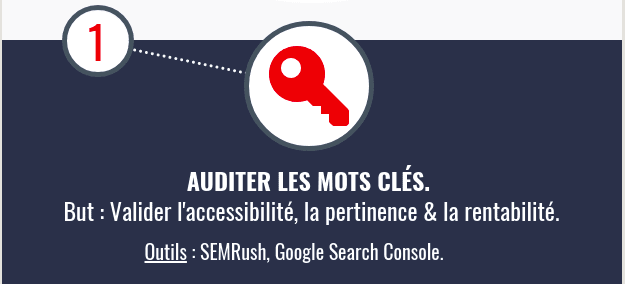 1
AUDITER LES MOTS CLÉS.
But : Valider l'accessibilité, la pertinence & la rentabilité.
Outils : SEMRush, Google Search Console.